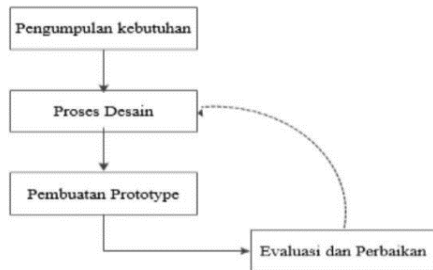 Pengumpulan kebutuhan
Proses Desain
Pembuatan Prototype
Evaluasi dan Perbaikan